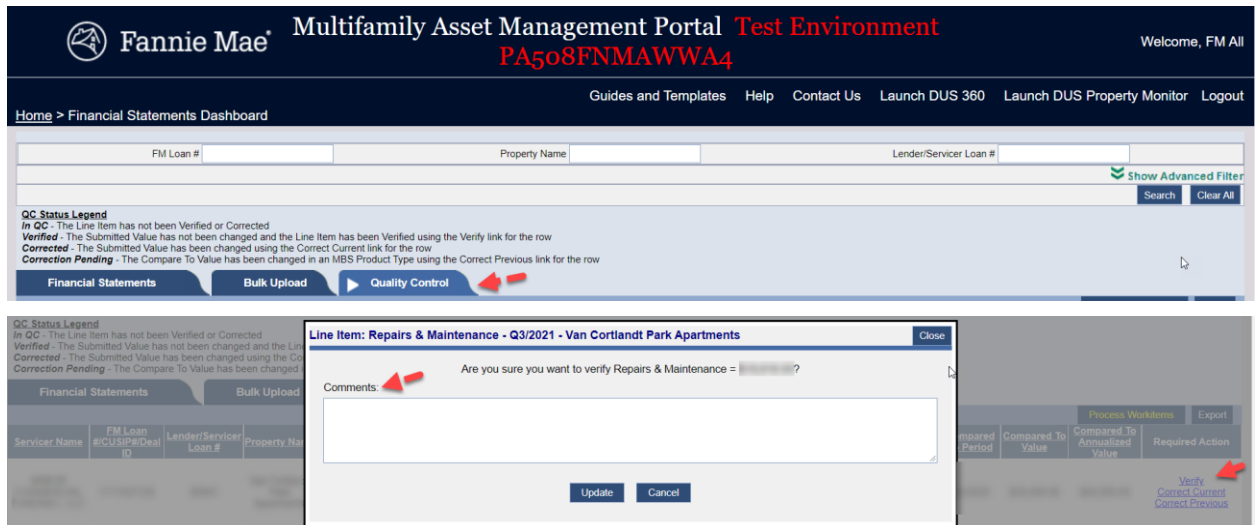 Fannie Mae®
Multifamily Asset Management Portal Test Environment
PA508FNMAWWA4
Welcome, FM All
Guides and Templates Help Contact Us Launch DUS 360 Launch DUS Property Monitor Logout
Home > Financial Statements Dashboard
FM Loan # Property Name Lender/Servicer Loan #
Show Advanced Filter
Search Clear All
QC Status Legend
In QC - The Line Item has not been Verified or Corrected
Verified - The Submitted Value has not been changed and the Line Item has been Verified using the Verify link for the row
Corrected - The Submitted Value has been changed using the Correct Current link for the row
Correction Pending - The Compare To Value has been changed in an MBS Product Type using the Correct Previous link for the row
Financial Statements Bulk Upload Quality Control
QC Status Legend
In QC - The Line Item has not been Verified or Corrected
Verified - The Submitted Value has not been changed and the Line
Corrected - The Submitted Value has been changed using the Co
Correction Pending - The Compare To Value has been changed
Financial Statements Bulk Upload
Line Item: Repairs & Maintenance - Q3/2021 - Van Cortlandt Park Apartments
Close
Are you sure you want to verify Repairs & Maintenance = ?
Comments:
Update Cancel
Process Workitems Export
Servicer Name FM Loan #/CUSIP#/Deal ID Lender/Servicer Loan # Property Na
mpared Period Compared To Value Compared To Annualized Value Required Action
Verify
Correct Current
Correct Previous